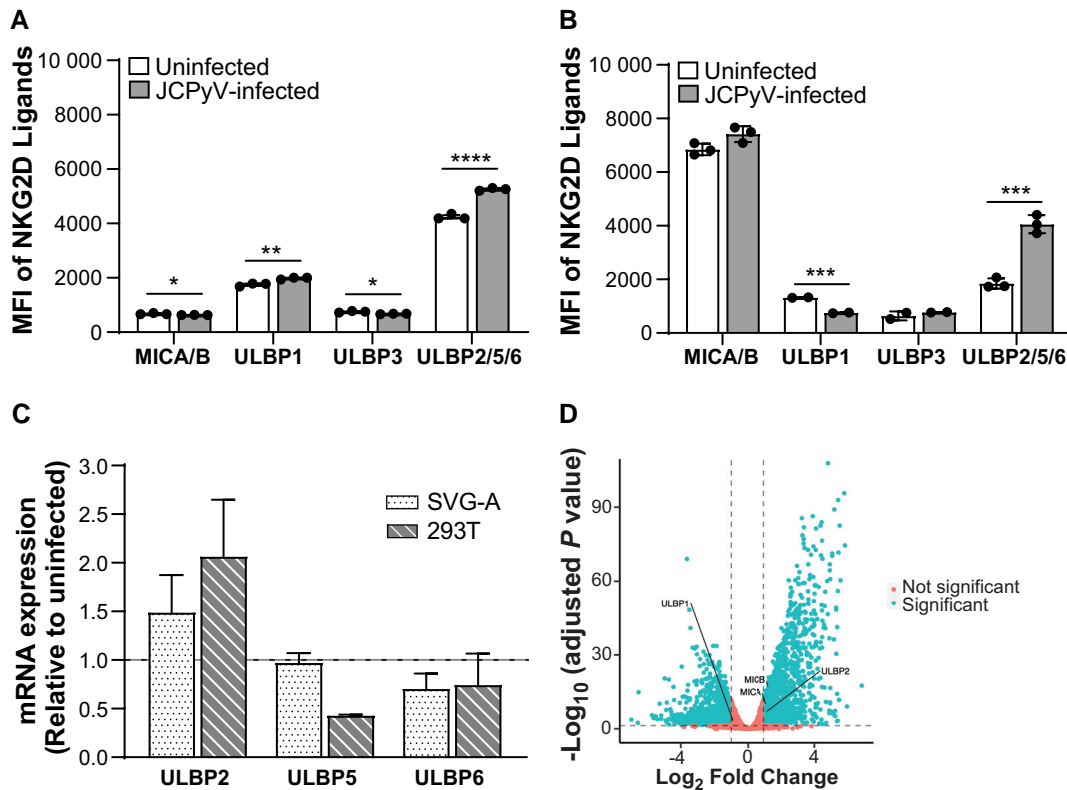 A
MFI of NKG2D Ligands
10 000
8000
6000
4000
2000
0
Uninfected
JCPyV-infected
*
**
*
****
MICA/B
ULBP1
ULBP3
ULBP2/5/6
B
MFI of NKG2D Ligands
10 000
8000
6000
4000
2000
0
Uninfected
JCPyV-infected
***
***
MICA/B
ULBP1
ULBP3
ULBP2/5/6
C
mRNA expression
(Relative to uninfected)
3.0
2.5
2.0
1.5
1.0
0.5
0.0
SVG-A
293T
ULBP2
ULBP5
ULBP6
D
-Log10 (adjusted P value)
90
60
30
0
ULBP1
MICB
MICA
ULBP2
Not significant
Significant
-4
0
4
Log2 Fold Change